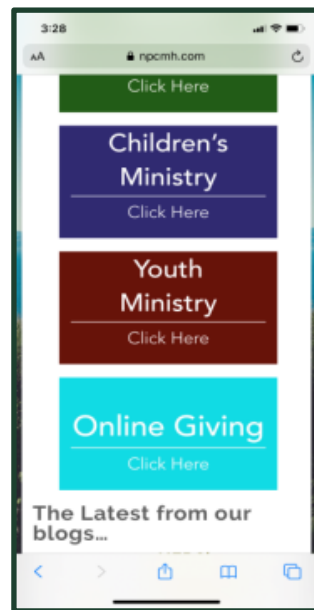 3:28
AA npcmh.com
Click Here
Children's
Ministry
Click Here
Youth
Ministry
Click Here
Online Giving
Click Here
The Latest from our
blogs...